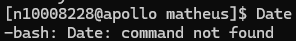 [n10008228@apollo matheus]$ Date
-bash: Date: command not found